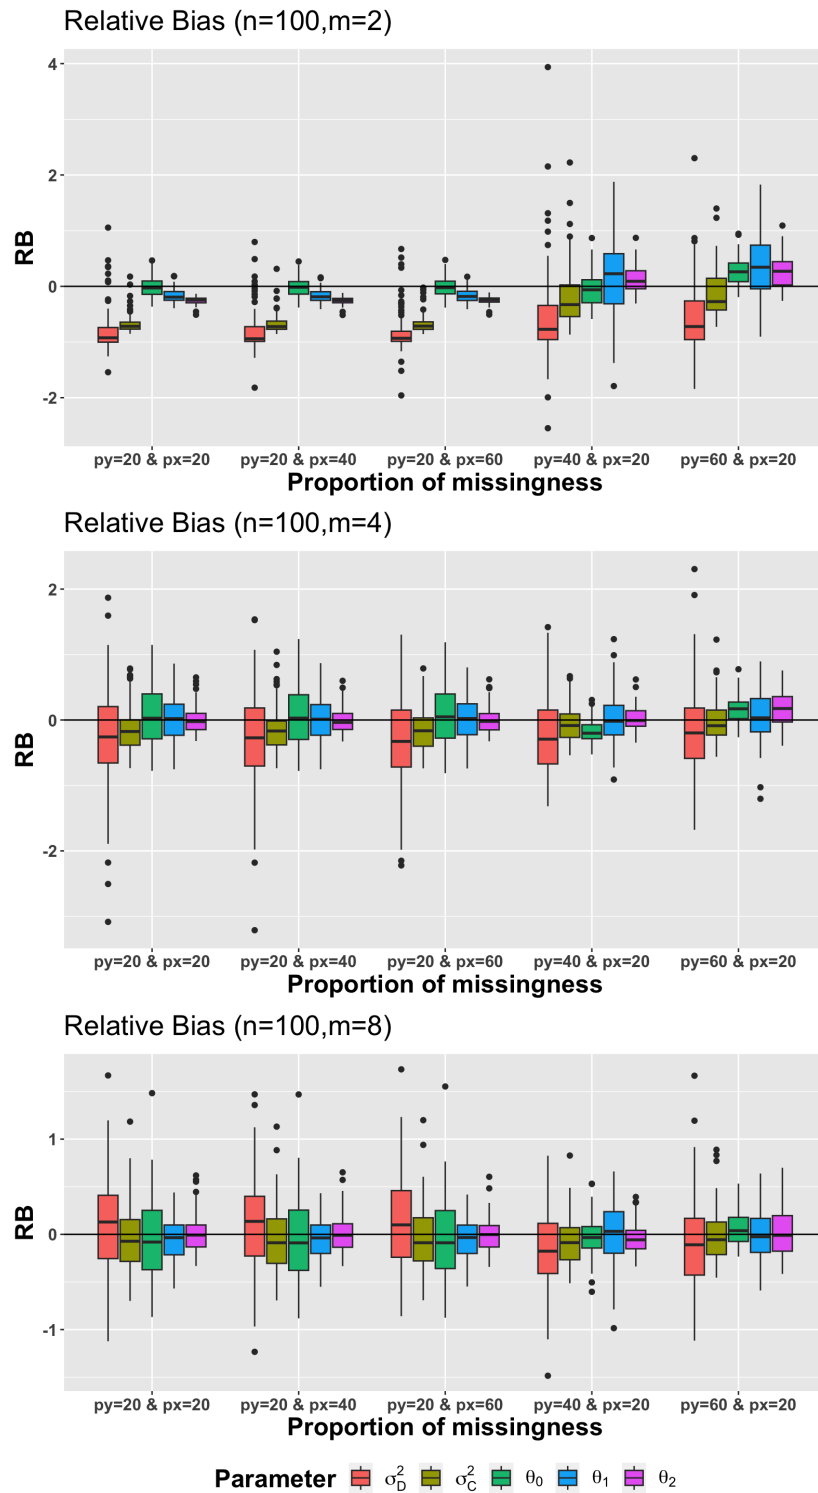 Relative Bias (n=100,m=2)
RB
4
2
0
-2
py=20 & px=20 py=20 & px=40 py=20 & px=60 py=40 & px=20 py=60 & px=20
Proportion of missingness
Relative Bias (n=100,m=4)
RB
2
0
-2
py=20 & px=20 py=20 & px=40 py=20 & px=60 py=40 & px=20 py=60 & px=20
Proportion of missingness
Relative Bias (n=100,m=8)
RB
1
0
-1
py=20 & px=20 py=20 & px=40 py=20 & px=60 py=40 & px=20 py=60 & px=20
Proportion of missingness
Parameter σ²_D σ²_C θ₀ θ₁ θ₂